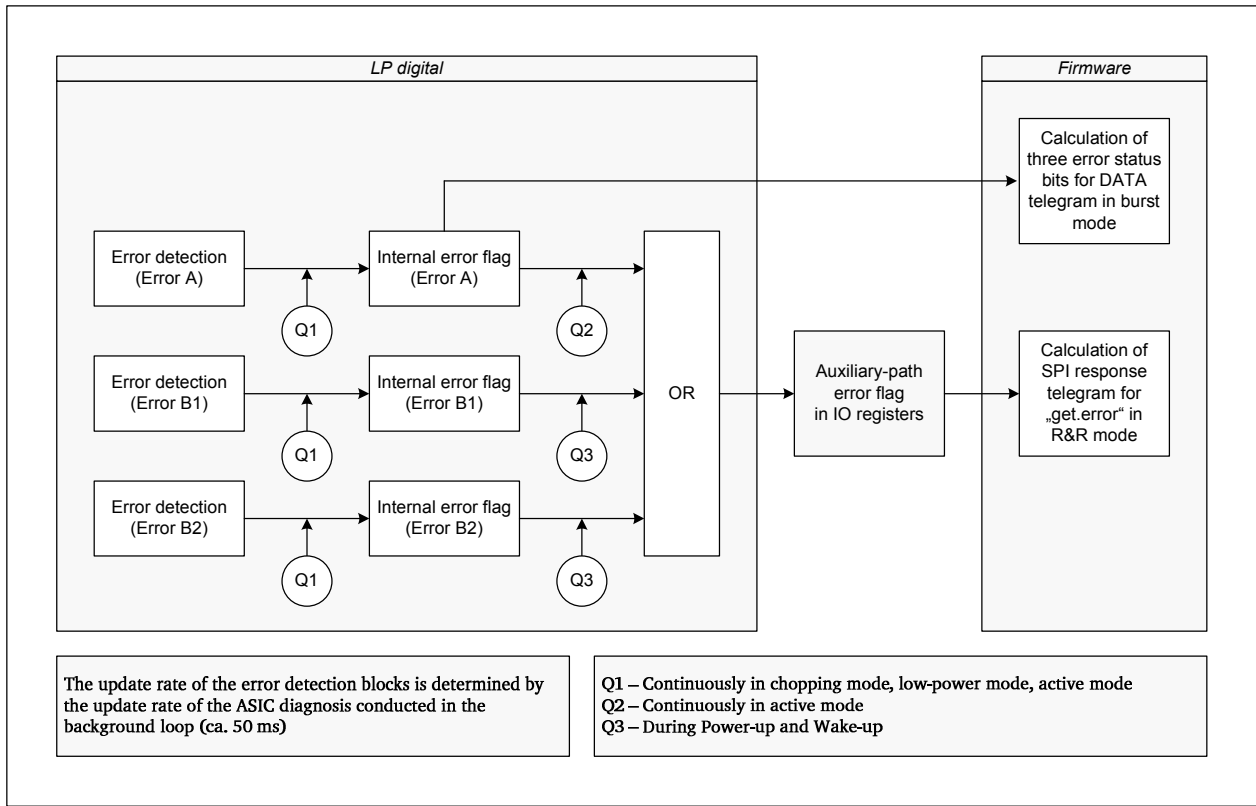 LP digital
Firmware
Calculation of
three error status
bits for DATA
telegram in burst
mode
Error detection
(Error A)
Internal error flag
(Error A)
Q1
Q2
Error detection
(Error B1)
Internal error flag
(Error B1)
Q1
Q3
OR
Auxiliary-path
error flag
in IO registers
Calculation of
SPI response
telegram for
„get.error“ in
R&R mode
Error detection
(Error B2)
Internal error flag
(Error B2)
Q1
Q3
The update rate of the error detection blocks is determined by
the update rate of the ASIC diagnosis conducted in the
background loop (ca. 50 ms)
Q1 – Continuously in chopping mode, low-power mode, active mode
Q2 – Continuously in active mode
Q3 – During Power-up and Wake-up